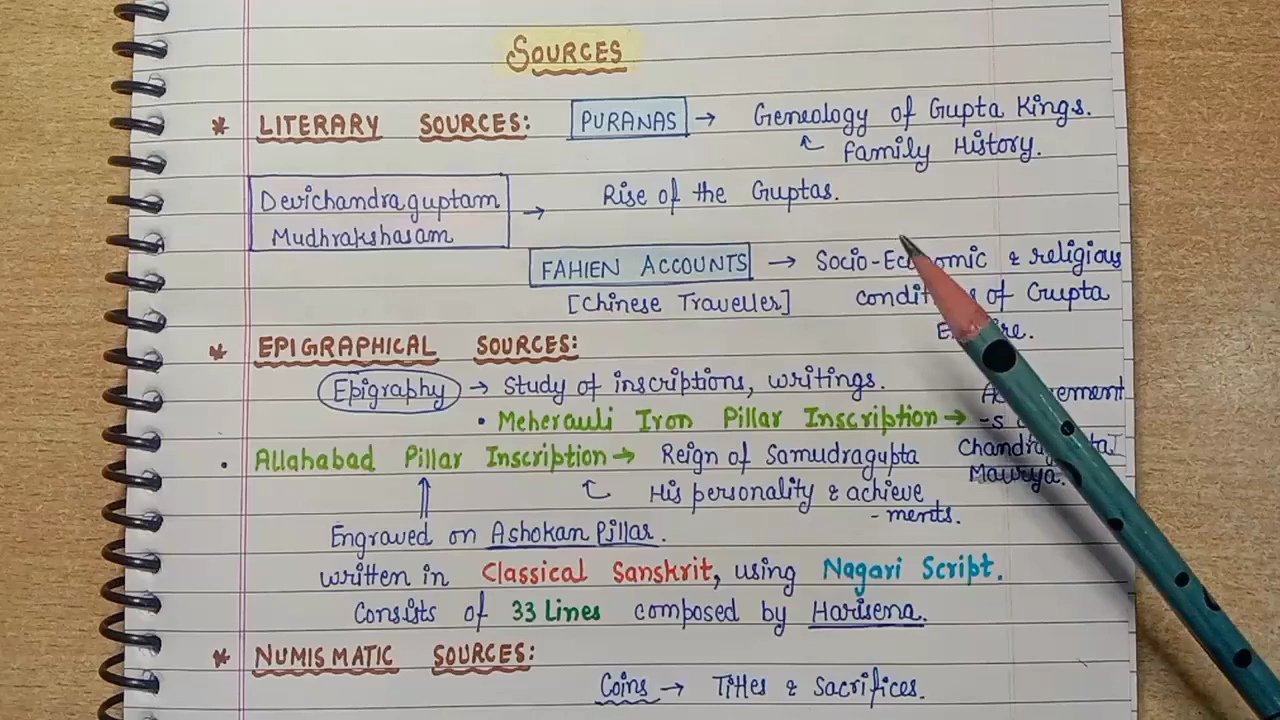 SOURCES
* LITERARY SOURCES: PURANAS → Geneology of Gupta Kings.
family History.
Devichandraguptam
Mudhrakshasam → Rise of the Guptas.
FAHIEN ACCOUNTS → Socio-Economic & religious
[Chinese Traveller] of Gupta
* EPIGRAPHICAL SOURCES:
Epigraphy → Study of inscriptions, writings.
• Meherauli Iron Pillar Inscription →
• Allahabad Pillar Inscription → Reign of Samudragupta
Maurya.
His personality & achieve
-ments.
Engraved on Ashokan Pillar.
written in Classical Sanskrit, using Nagari Script.
Consists of 33 Lines composed by Harisena.
* NUMISMATIC SOURCES:
Coins → Titles & Sacrifices.